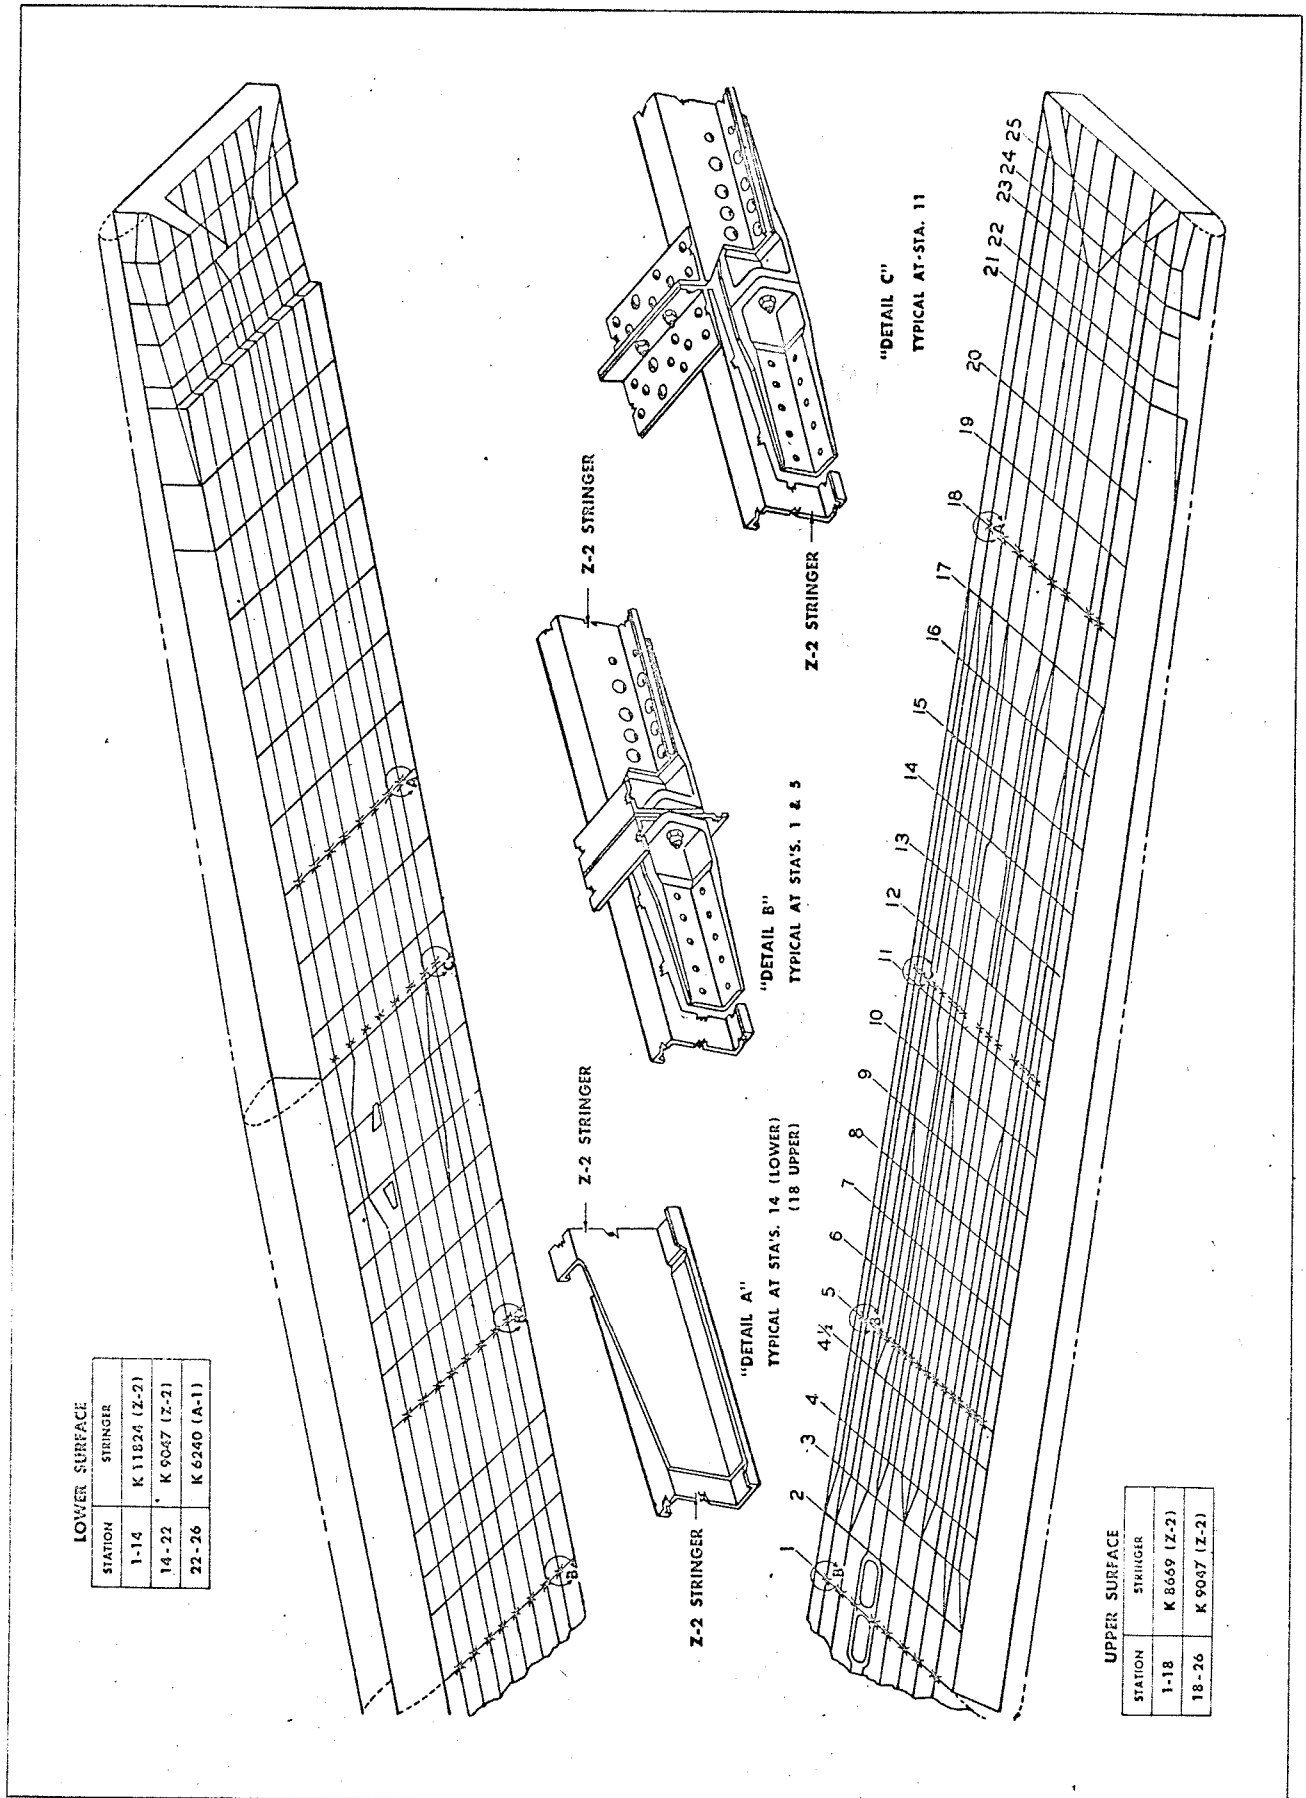 LOWER SURFACE
STATION STRINGER
1-14 K 11824 (Z-2)
14-22 K 9047 (Z-2)
22-26 K 6240 (A-1)
"B"
"B"
"C"
"A"
Z-2 STRINGER
Z-2 STRINGER
"DETAIL A"
TYPICAL AT STA'S. 14 (LOWER)
(18 UPPER)
Z-2 STRINGER
"DETAIL B"
TYPICAL AT STA'S. 1 & 5
Z-2 STRINGER
"DETAIL C"
TYPICAL AT-STA. 11
1
2
3
4
4½
5
6
7
8
9
10
11
12
13
14
15
16
17
18
19
20
21
22
23
24
25
"B"
"B"
"C"
"A"
UPPER SURFACE
STATION STRINGER
1-18 K 8669 (Z-2)
18-26 K 9047 (Z-2)